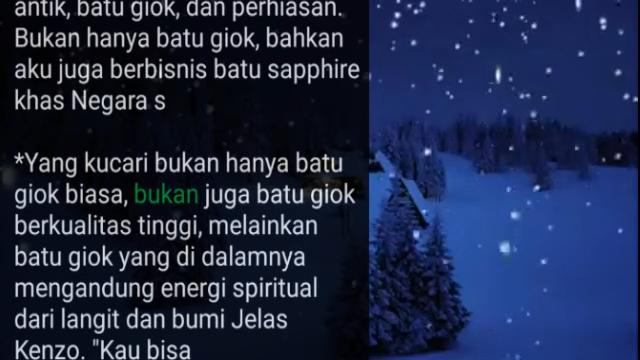 antik, batu giok, dan perhiasan.
Bukan hanya batu giok, bahkan
aku juga berbisnis batu sapphire
khas Negara s
*Yang kucari bukan hanya batu
giok biasa, bukan juga batu giok
berkualitas tinggi, melainkan
batu giok yang di dalamnya
mengandung energi spiritual
dari langit dan bumi Jelas
Kenzo. "Kau bisa